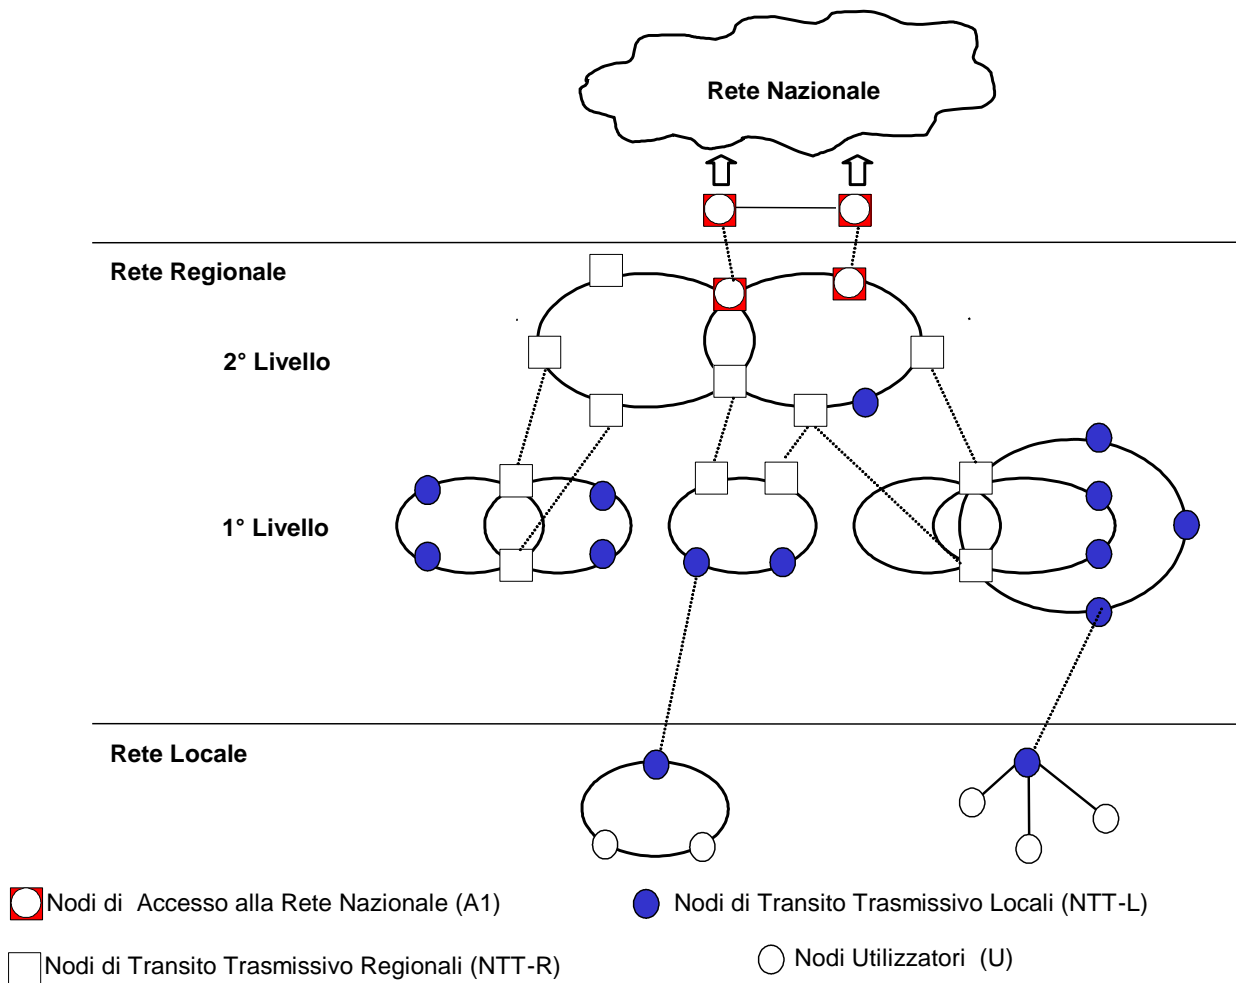 Rete Nazionale
Rete Regionale
2° Livello
1° Livello
Rete Locale
Nodi di Accesso alla Rete Nazionale (A1)
Nodi di Transito Trasmissivo Locali (NTT-L)
Nodi di Transito Trasmissivo Regionali (NTT-R)
Nodi Utilizzatori (U)